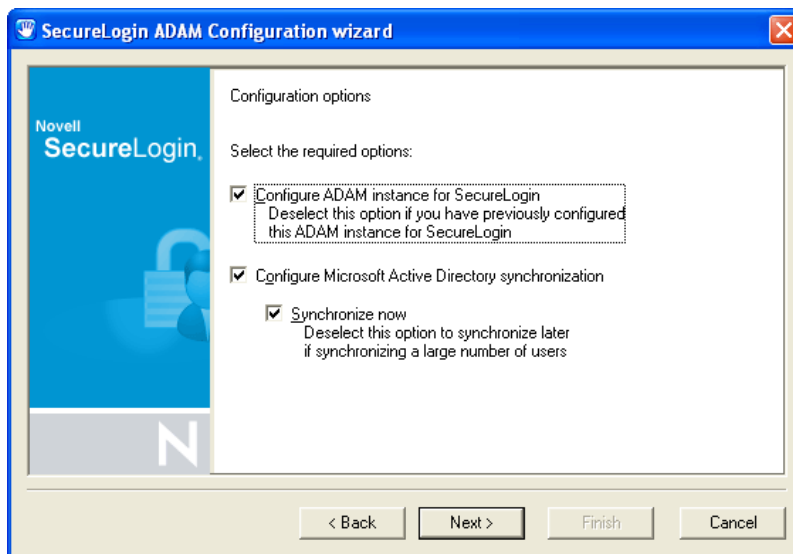 SecureLogin ADAM Configuration wizard
Novell
SecureLogin.
N
Configuration options
Select the required options:
Configure ADAM instance for SecureLogin
Deselect this option if you have previously configured
this ADAM instance for SecureLogin
Configure Microsoft Active Directory synchronization
Synchronize now
Deselect this option to synchronize later
if synchronizing a large number of users
< Back
Next >
Finish
Cancel